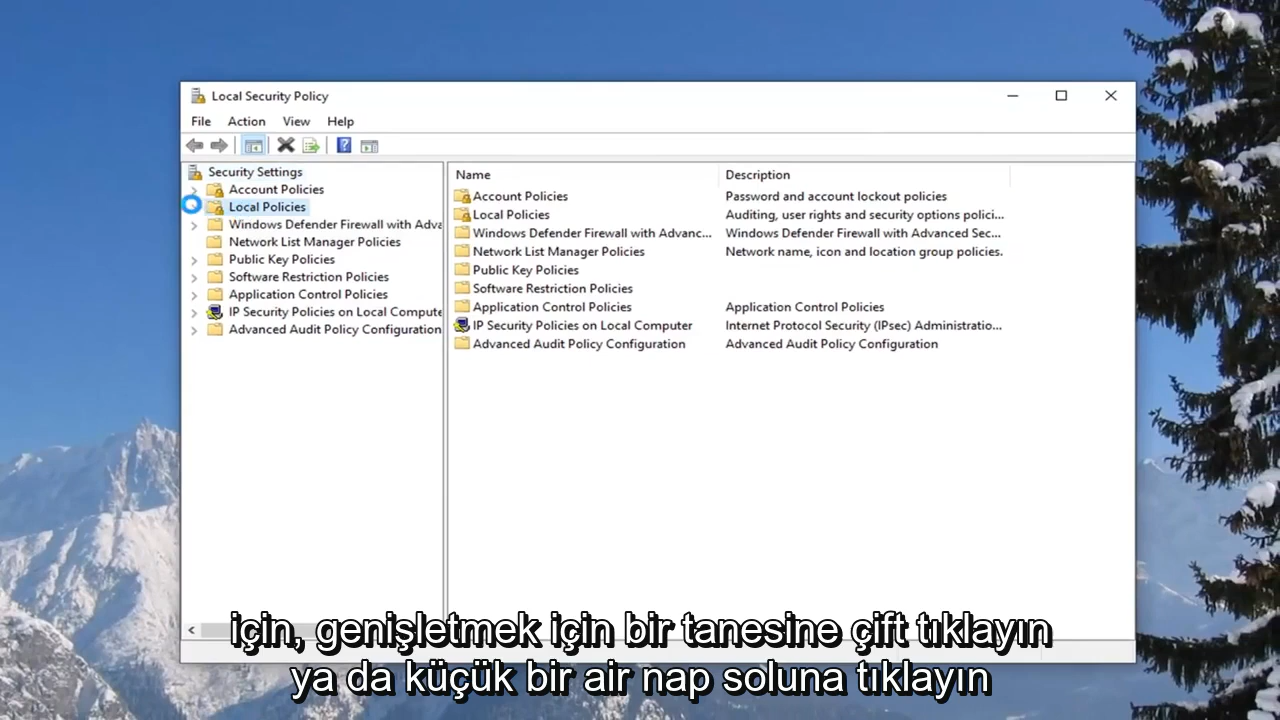 Local Security Policy
File Action View Help
Security Settings
Account Policies
Local Policies
Windows Defender Firewall with Adva
Network List Manager Policies
Public Key Policies
Software Restriction Policies
Application Control Policies
IP Security Policies on Local Compute
Advanced Audit Policy Configuration
Name Description
Account Policies Password and account lockout policies
Local Policies Auditing, user rights and security options polici...
Windows Defender Firewall with Advanc... Windows Defender Firewall with Advanced Sec...
Network List Manager Policies Network name, icon and location group policies.
Public Key Policies
Software Restriction Policies
Application Control Policies Application Control Policies
IP Security Policies on Local Computer Internet Protocol Security (IPsec) Administratio...
Advanced Audit Policy Configuration Advanced Audit Policy Configuration
için, genişletmek için bir tanesine çift tıklayın
ya da küçük bir air nap soluna tıklayın